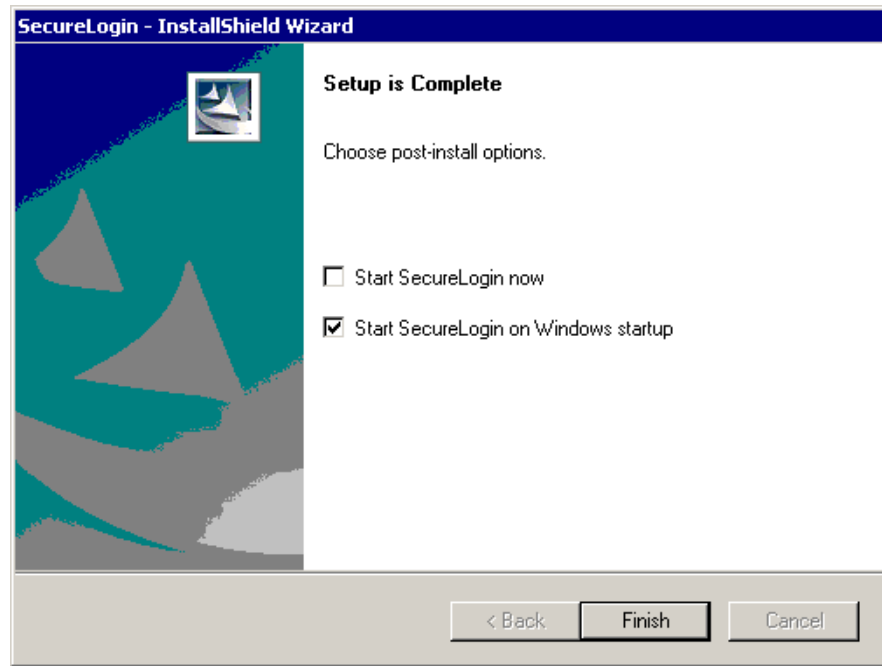 SecureLogin - InstallShield Wizard
Setup is Complete
Choose post-install options.
Start SecureLogin now
Start SecureLogin on Windows startup
< Back
Finish
Cancel